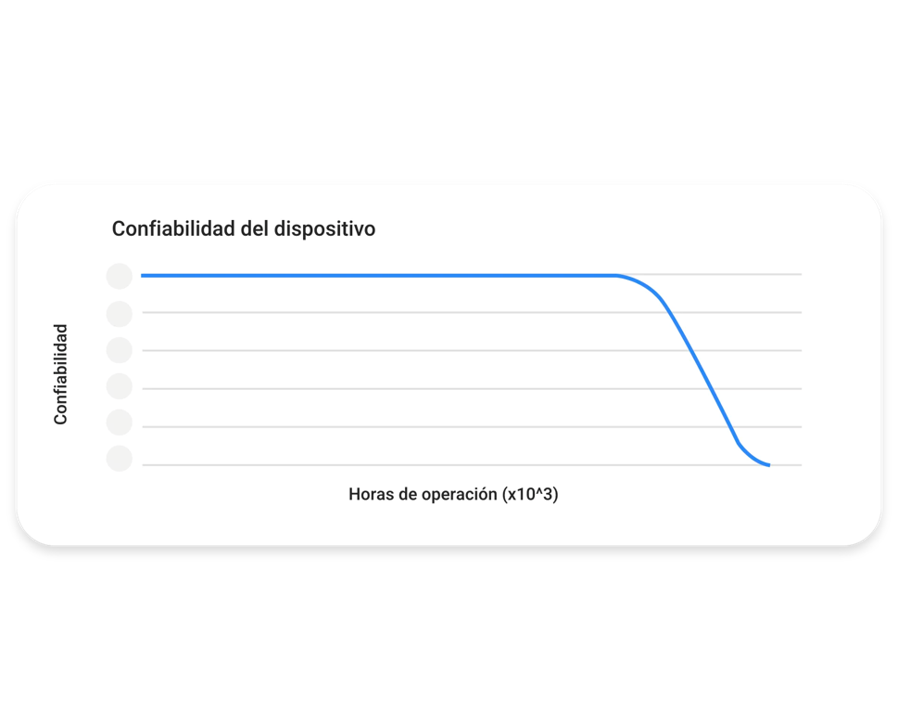 Confiabilidad del dispositivo
Confiabilidad
Horas de operación (x10^3)